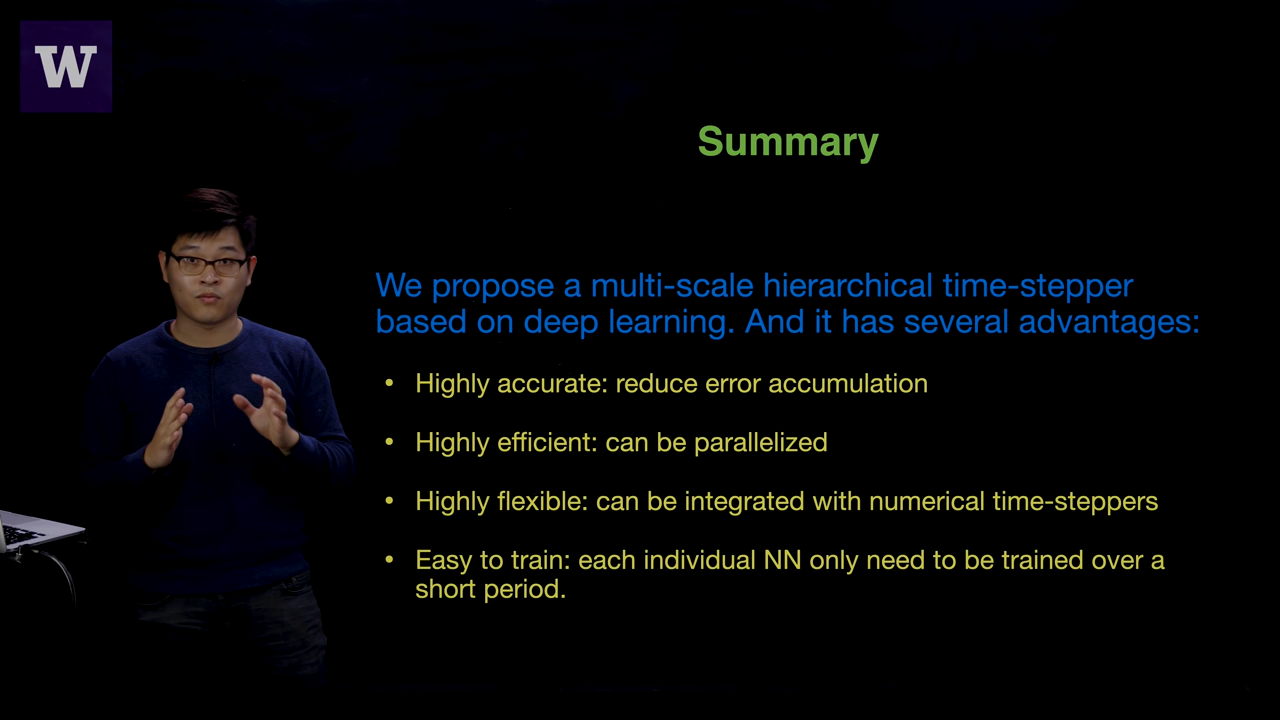 W
Summary
We propose a multi-scale hierarchical time-stepper
based on deep learning. And it has several advantages:
• Highly accurate: reduce error accumulation
• Highly efficient: can be parallelized
• Highly flexible: can be integrated with numerical time-steppers
• Easy to train: each individual NN only need to be trained over a
short period.